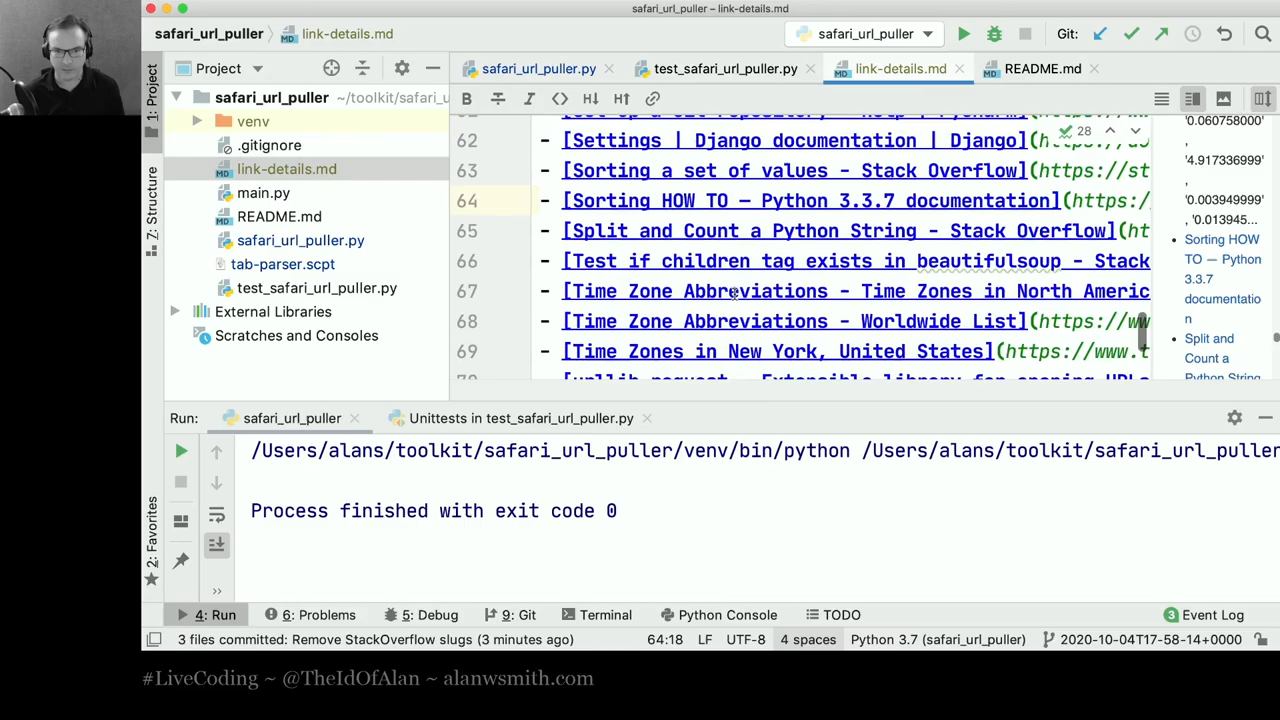 safari_url_puller – link-details.md
safari_url_puller
link-details.md
safari_url_puller
Git:
1: Project
Project
safari_url_puller.py
test_safari_url_puller.py
link-details.md
README.md
safari_url_puller ~/toolkit/safari_u
venv
.gitignore
link-details.md
main.py
README.md
safari_url_puller.py
tab-parser.scpt
test_safari_url_puller.py
External Libraries
Scratches and Consoles
Z: Structure
28
62 - [Settings | Django documentation | Django](
63 - [Sorting a set of values - Stack Overflow](https://st
64 - [Sorting HOW TO — Python 3.3.7 documentation](https:/
65 - [Split and Count a Python String - Stack Overflow](ht
66 - [Test if children tag exists in beautifulsoup - Stack
67 - [Time Zone Abbreviations – Time Zones in North Americ
68 - [Time Zone Abbreviations – Worldwide List](https://ww
69 - [Time Zones in New York, United States](https://www.t
'0.060758000'
,
'4.917336999'
,
'0.003949999'
, '0.013945...
• Sorting HOW
TO — Python
3.3.7
documentatio
n
• Split and
Count a
Python String
Run:
safari_url_puller
Unittests in test_safari_url_puller.py
/Users/alans/toolkit/safari_url_puller/venv/bin/python /Users/alans/toolkit/safari_url_puller
Process finished with exit code 0
2: Favorites
4: Run
6: Problems
5: Debug
9: Git
Terminal
Python Console
TODO
3
Event Log
3 files committed: Remove StackOverflow slugs (3 minutes ago)
64:18
LF
UTF-8
4 spaces
Python 3.7 (safari_url_puller)
2020-10-04T17-58-14+0000
#LiveCoding ~ @TheIdOfAlan ~ alanwsmith.com